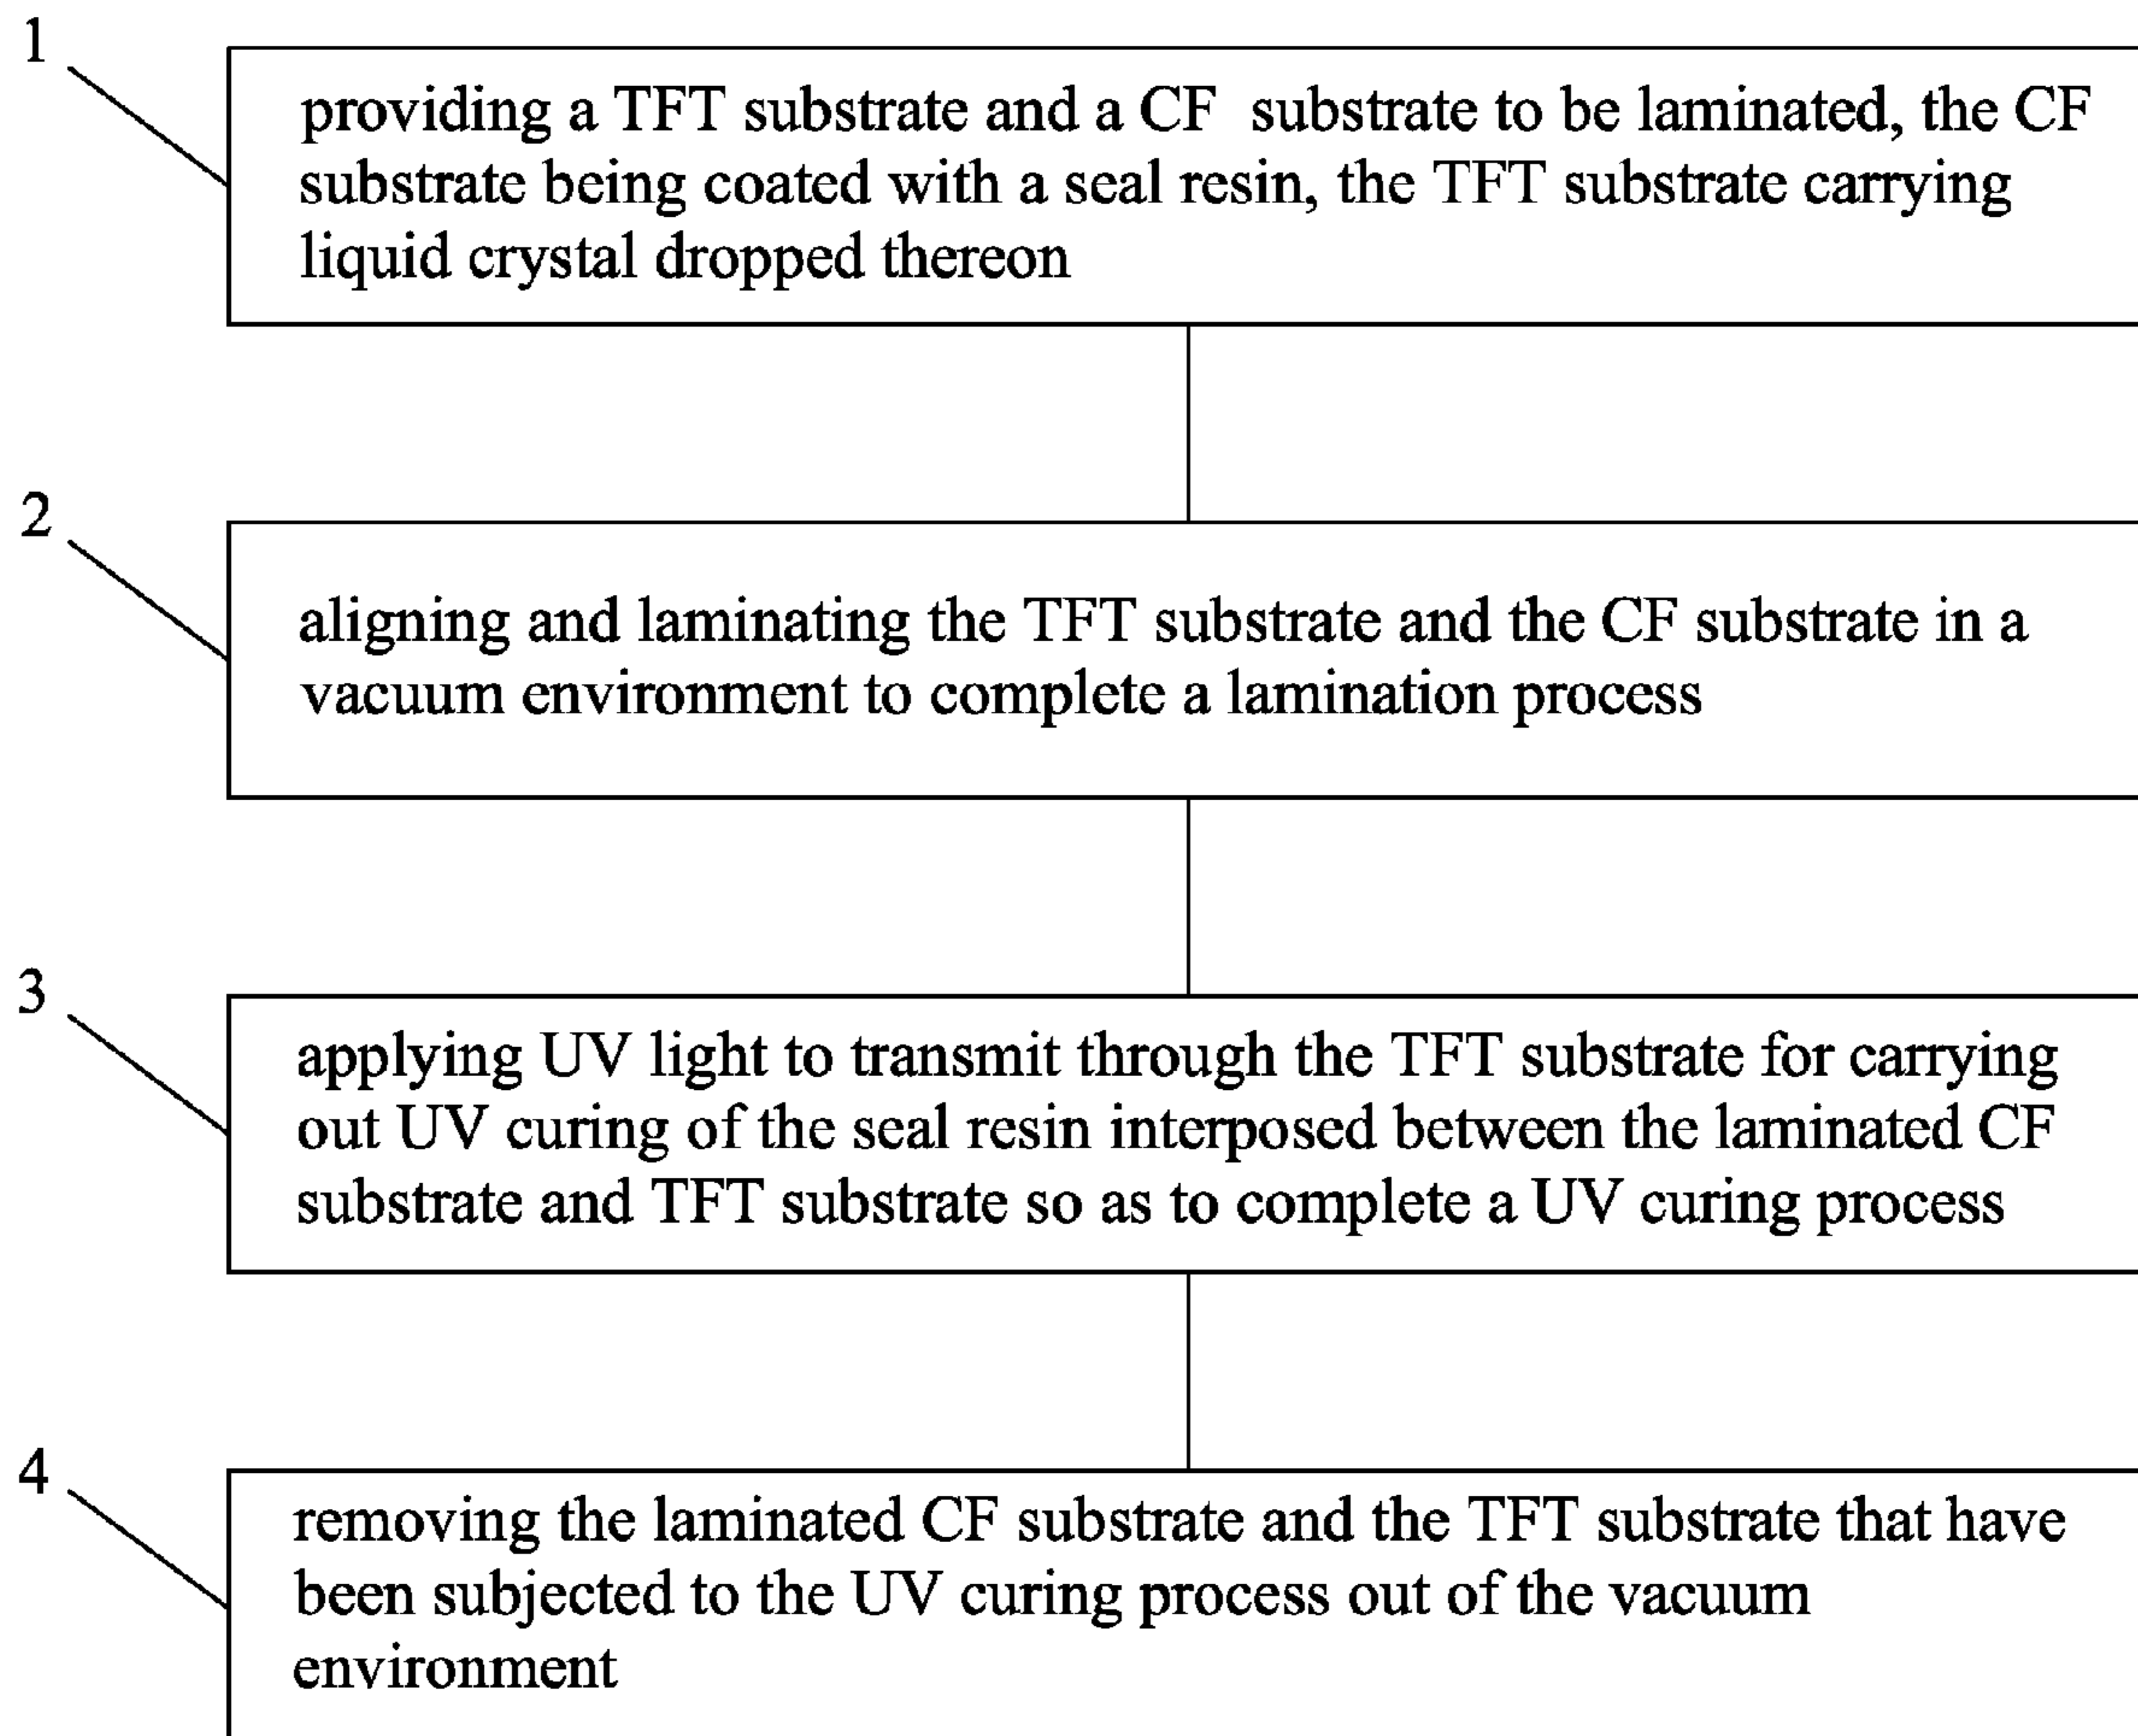 1
providing a TFT substrate and a CF substrate to be laminated, the CF
substrate being coated with a seal resin, the TFT substrate carrying
liquid crystal dropped thereon
2
aligning and laminating the TFT substrate and the CF substrate in a
vacuum environment to complete a lamination process
3
applying UV light to transmit through the TFT substrate for carrying
out UV curing of the seal resin interposed between the laminated CF
substrate and TFT substrate so as to complete a UV curing process
4
removing the laminated CF substrate and the TFT substrate that have
been subjected to the UV curing process out of the vacuum
environment